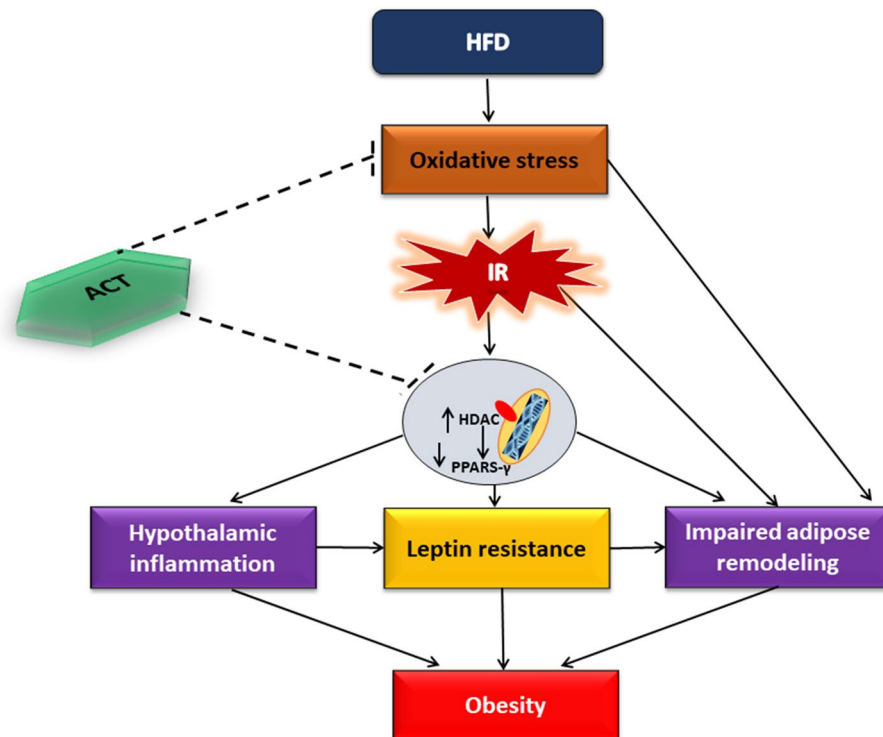 HFD
Oxidative stress
IR
ACT
HDAC
PPARS-γ
Hypothalamic
inflammation
Leptin resistance
Impaired adipose
remodeling
Obesity